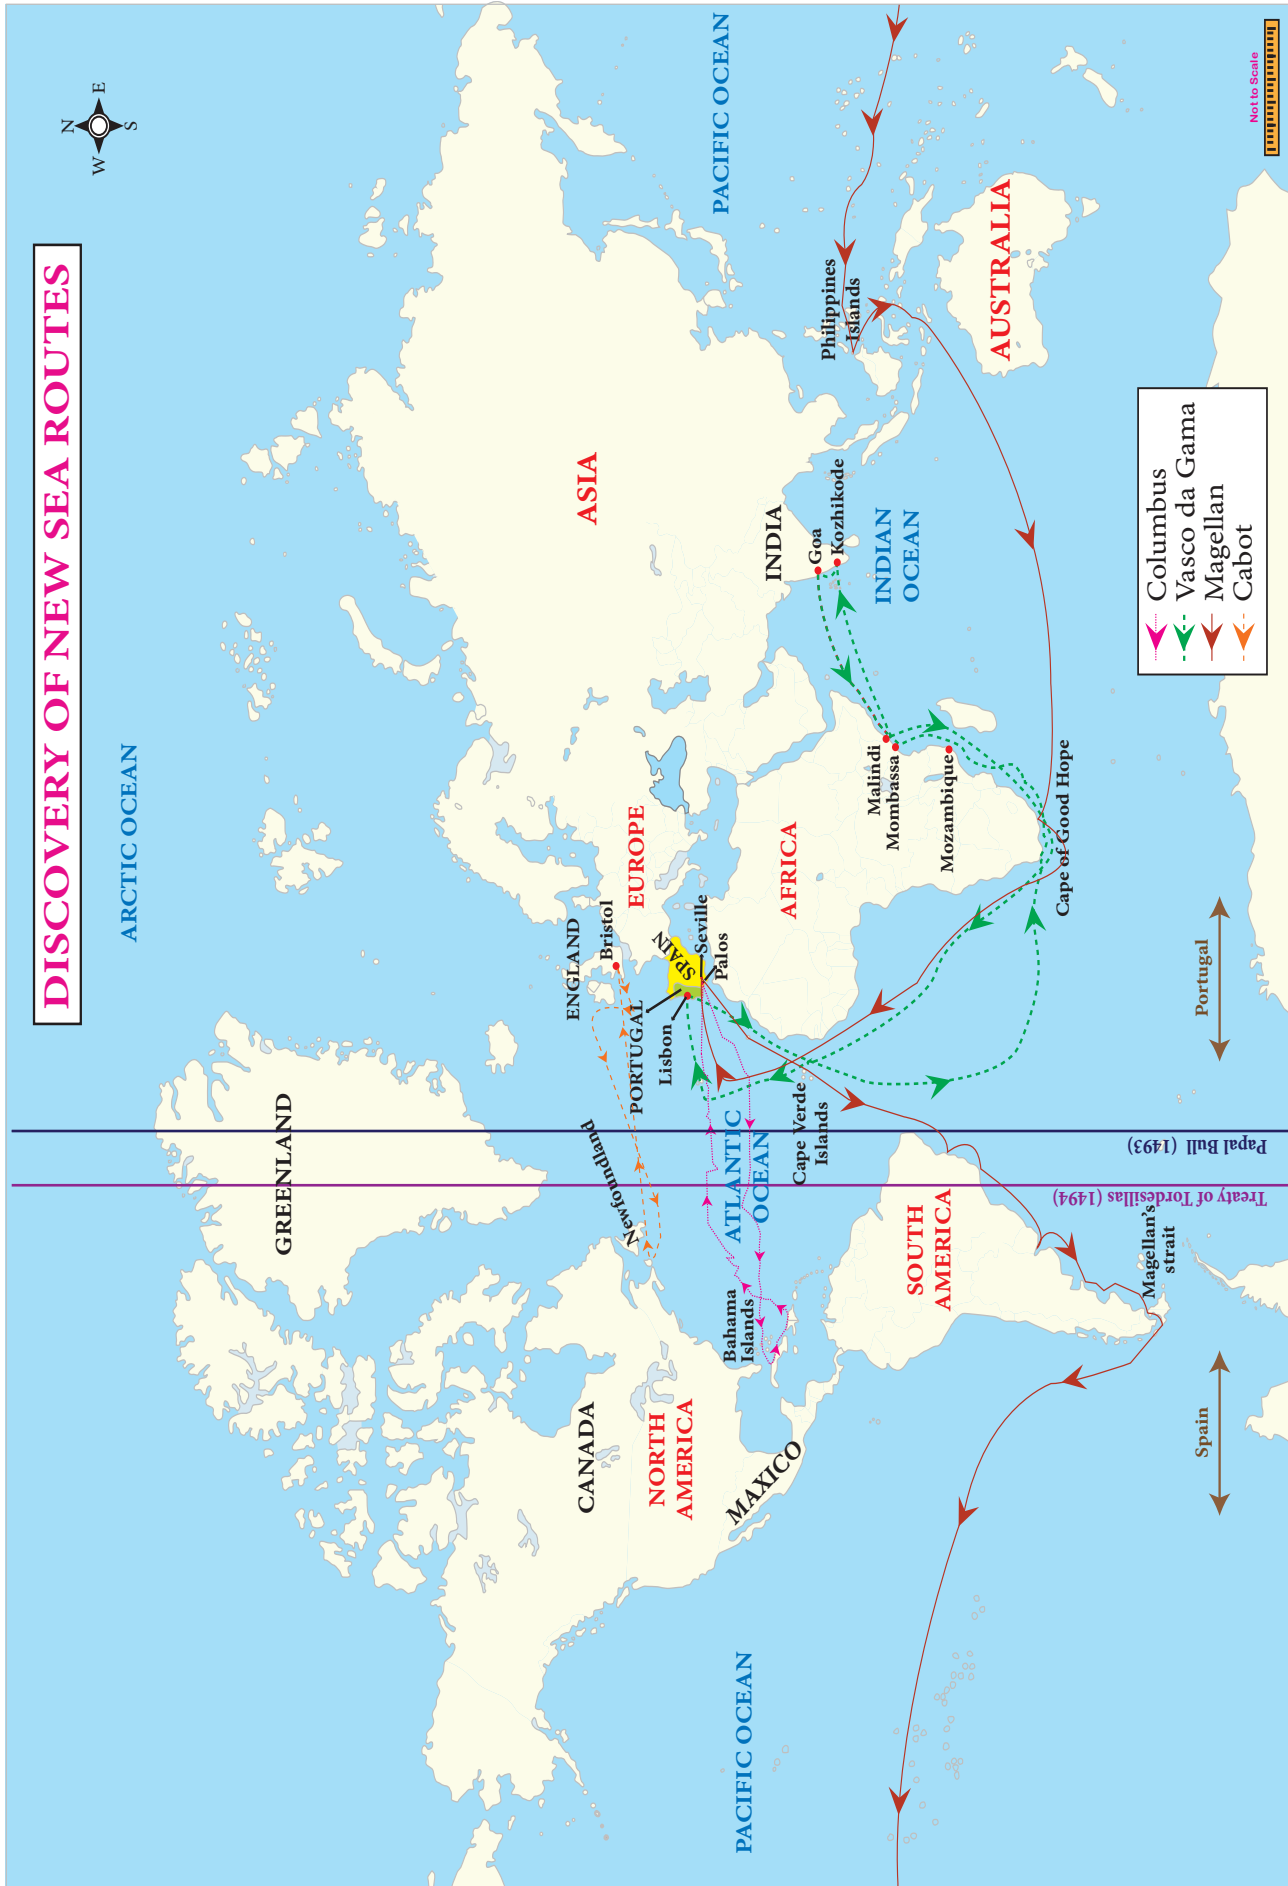 DISCOVERY OF NEW SEA ROUTES
N
W
E
S
ARCTIC OCEAN
GREENLAND
ENGLAND
Bristol
EUROPE
ASIA
CANADA
Newfoundland
PORTUGAL
Lisbon
SPAIN
Seville
Palos
NORTH
AMERICA
MAXICO
Bahama
Islands
ATLANTIC
OCEAN
Cape Verde
Islands
AFRICA
INDIA
Goa
Kozhikode
INDIAN
OCEAN
PACIFIC OCEAN
PACIFIC OCEAN
Philippines
Islands
Malindi
Mombassa
Mozambique
SOUTH
AMERICA
AUSTRALIA
Cape of Good Hope
Magellan's
strait
Papal Bull (1493)
Treaty of Tordesillas (1494)
Spain
Portugal
Columbus
Vasco da Gama
Magellan
Cabot
Not to Scale